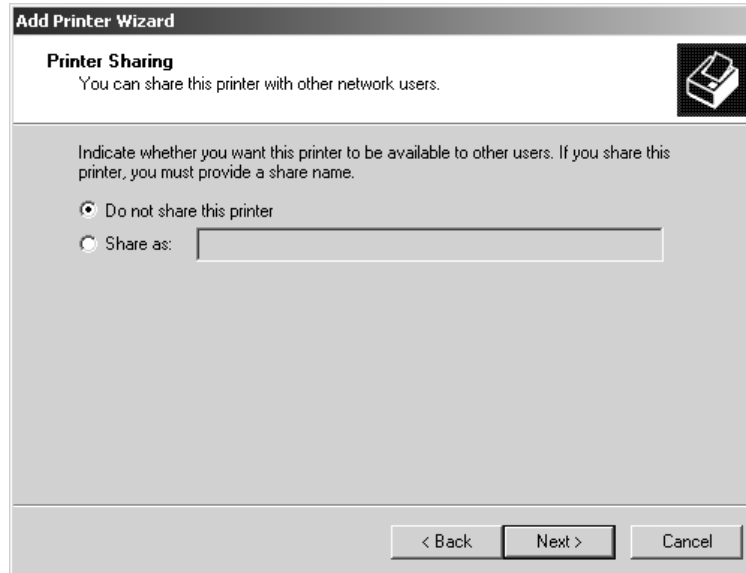 Add Printer Wizard
Printer Sharing
You can share this printer with other network users.
Indicate whether you want this printer to be available to other users. If you share this
printer, you must provide a share name.
Do not share this printer
Share as:
< Back Next > Cancel